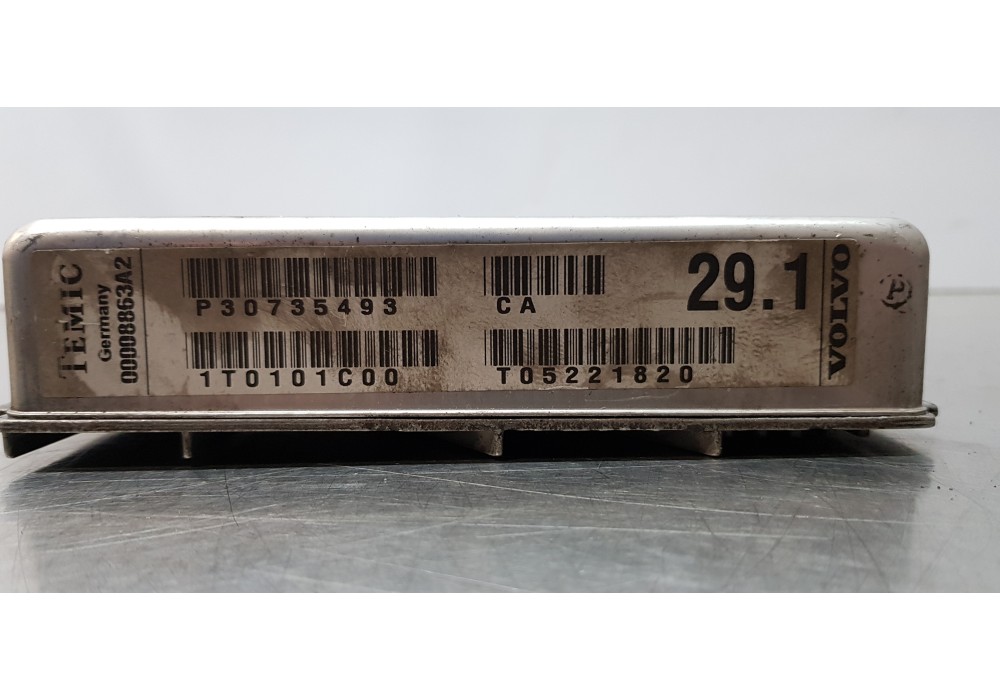 TEMIC
Germany
00008863A2
P30735493
CA
29.1
1T0101C00
T05221820
VOLVO
P